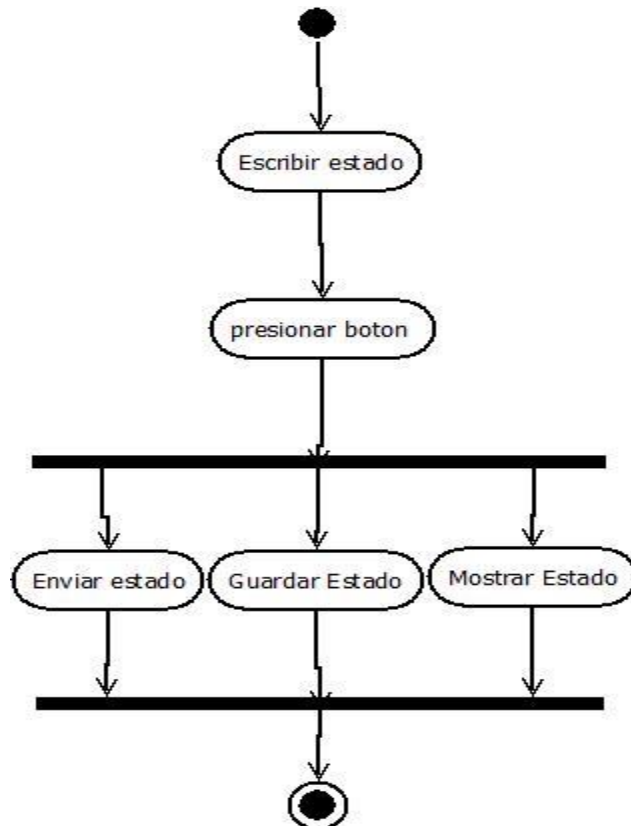 Escribir estado
presionar boton
Enviar estado
Guardar Estado
Mostrar Estado